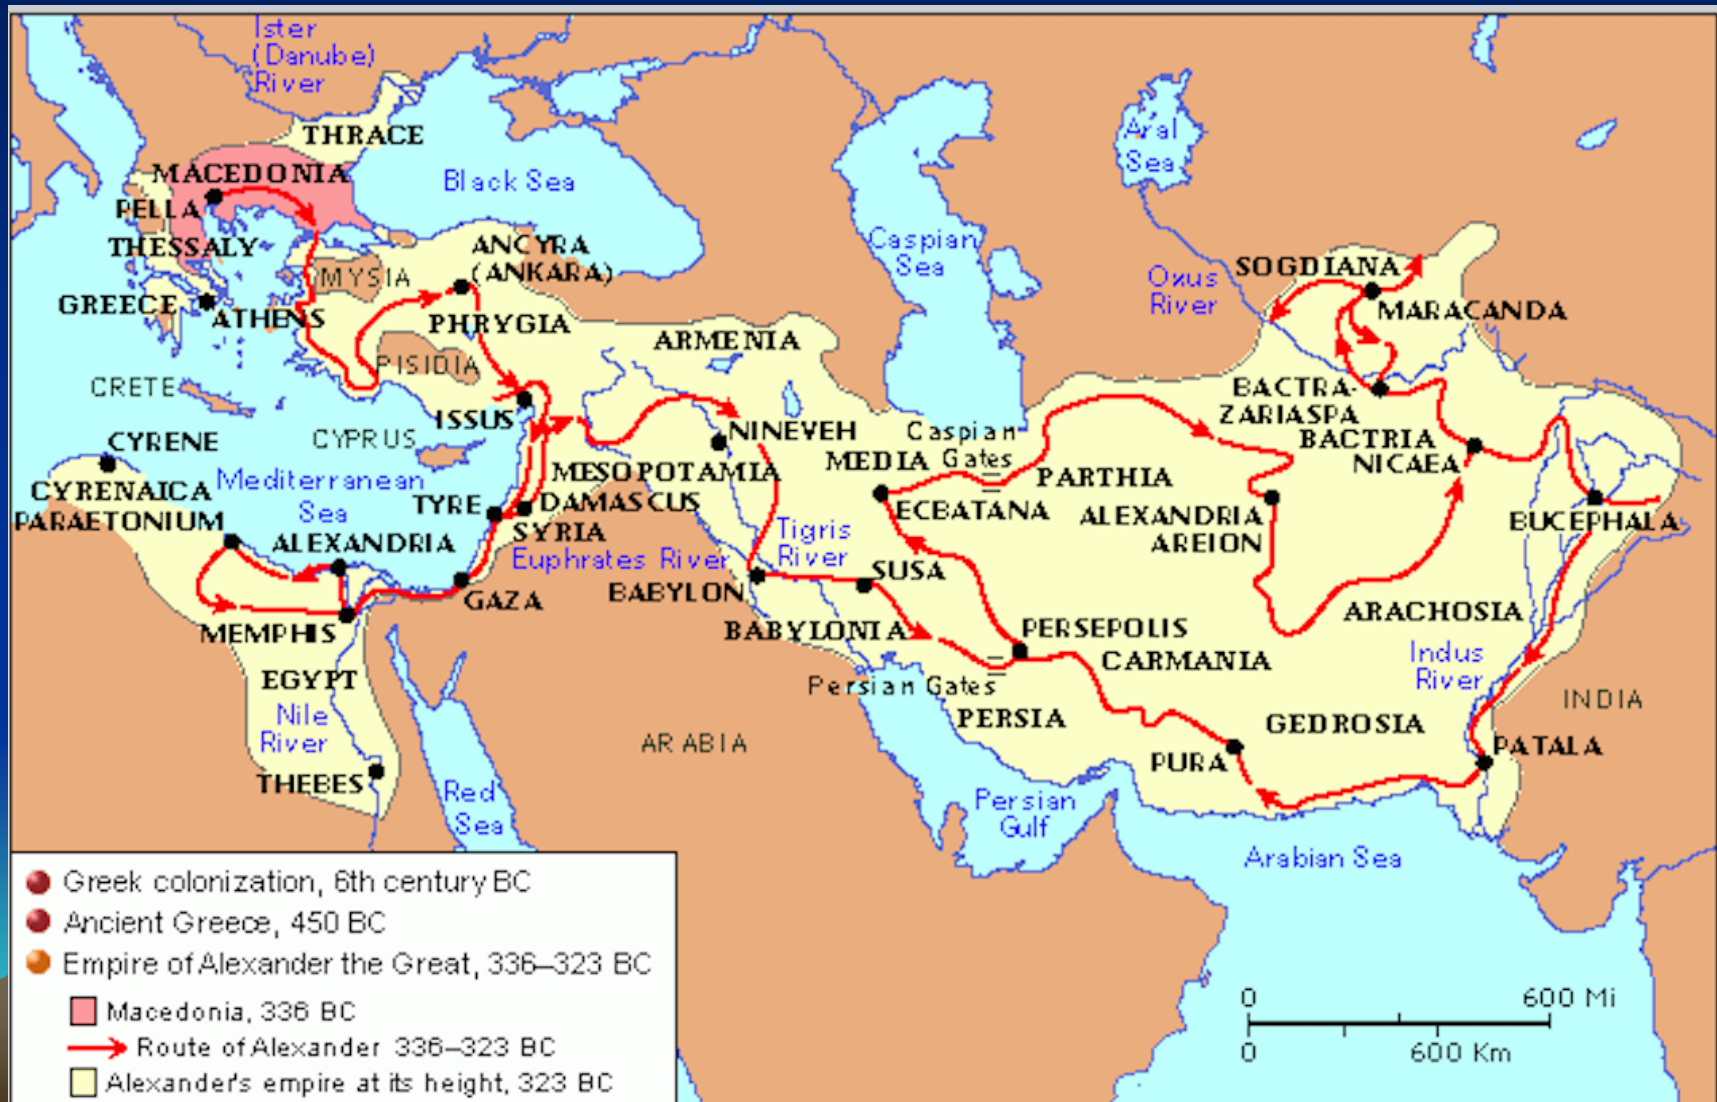 Ister
(Danube)
River
THRACE
MACEDONIA
PELLA
THESSALY
GREECE
ATHENS
MYSIA
Black Sea
ANCYRA
(ANKARA)
PHRYGIA
PISIDIA
ARMENIA
CRETE
CYPRUS
ISSUS
Caspian
Sea
Aral
Sea
Oxus
River
SOGDIANA
MARACANDA
BACTRA-
ZARIASPA
BACTRIA
NICAEA
BUCEPHALA
CYRENE
CYRENAICA
PARAETONIUM
Mediterranean
Sea
ALEXANDRIA
TYRE
MESOPOTAMIA
DAMASCUS
SYRIA
NINEVEH
MEDIA
Caspian
Gates
PARTHIA
ECBATANA
ALEXANDRIA
AREION
Euphrates River
Tigris
River
SUSA
BABYLON
BABYLONIA
GAZA
MEMPHIS
EGYPT
Nile
River
THEBES
PERSEPOLIS
CARMANIA
ARACHOSIA
Persian Gates
PERSIA
GEDROSIA
PURA
Indus
River
INDIA
PATALA
ARABIA
Red
Sea
Persian
Gulf
Arabian Sea
Greek colonization, 6th century BC
Ancient Greece, 450 BC
Empire of Alexander the Great, 336–323 BC
Macedonia, 336 BC
Route of Alexander 336–323 BC
Alexander's empire at its height, 323 BC
0 600 Mi
0 600 Km